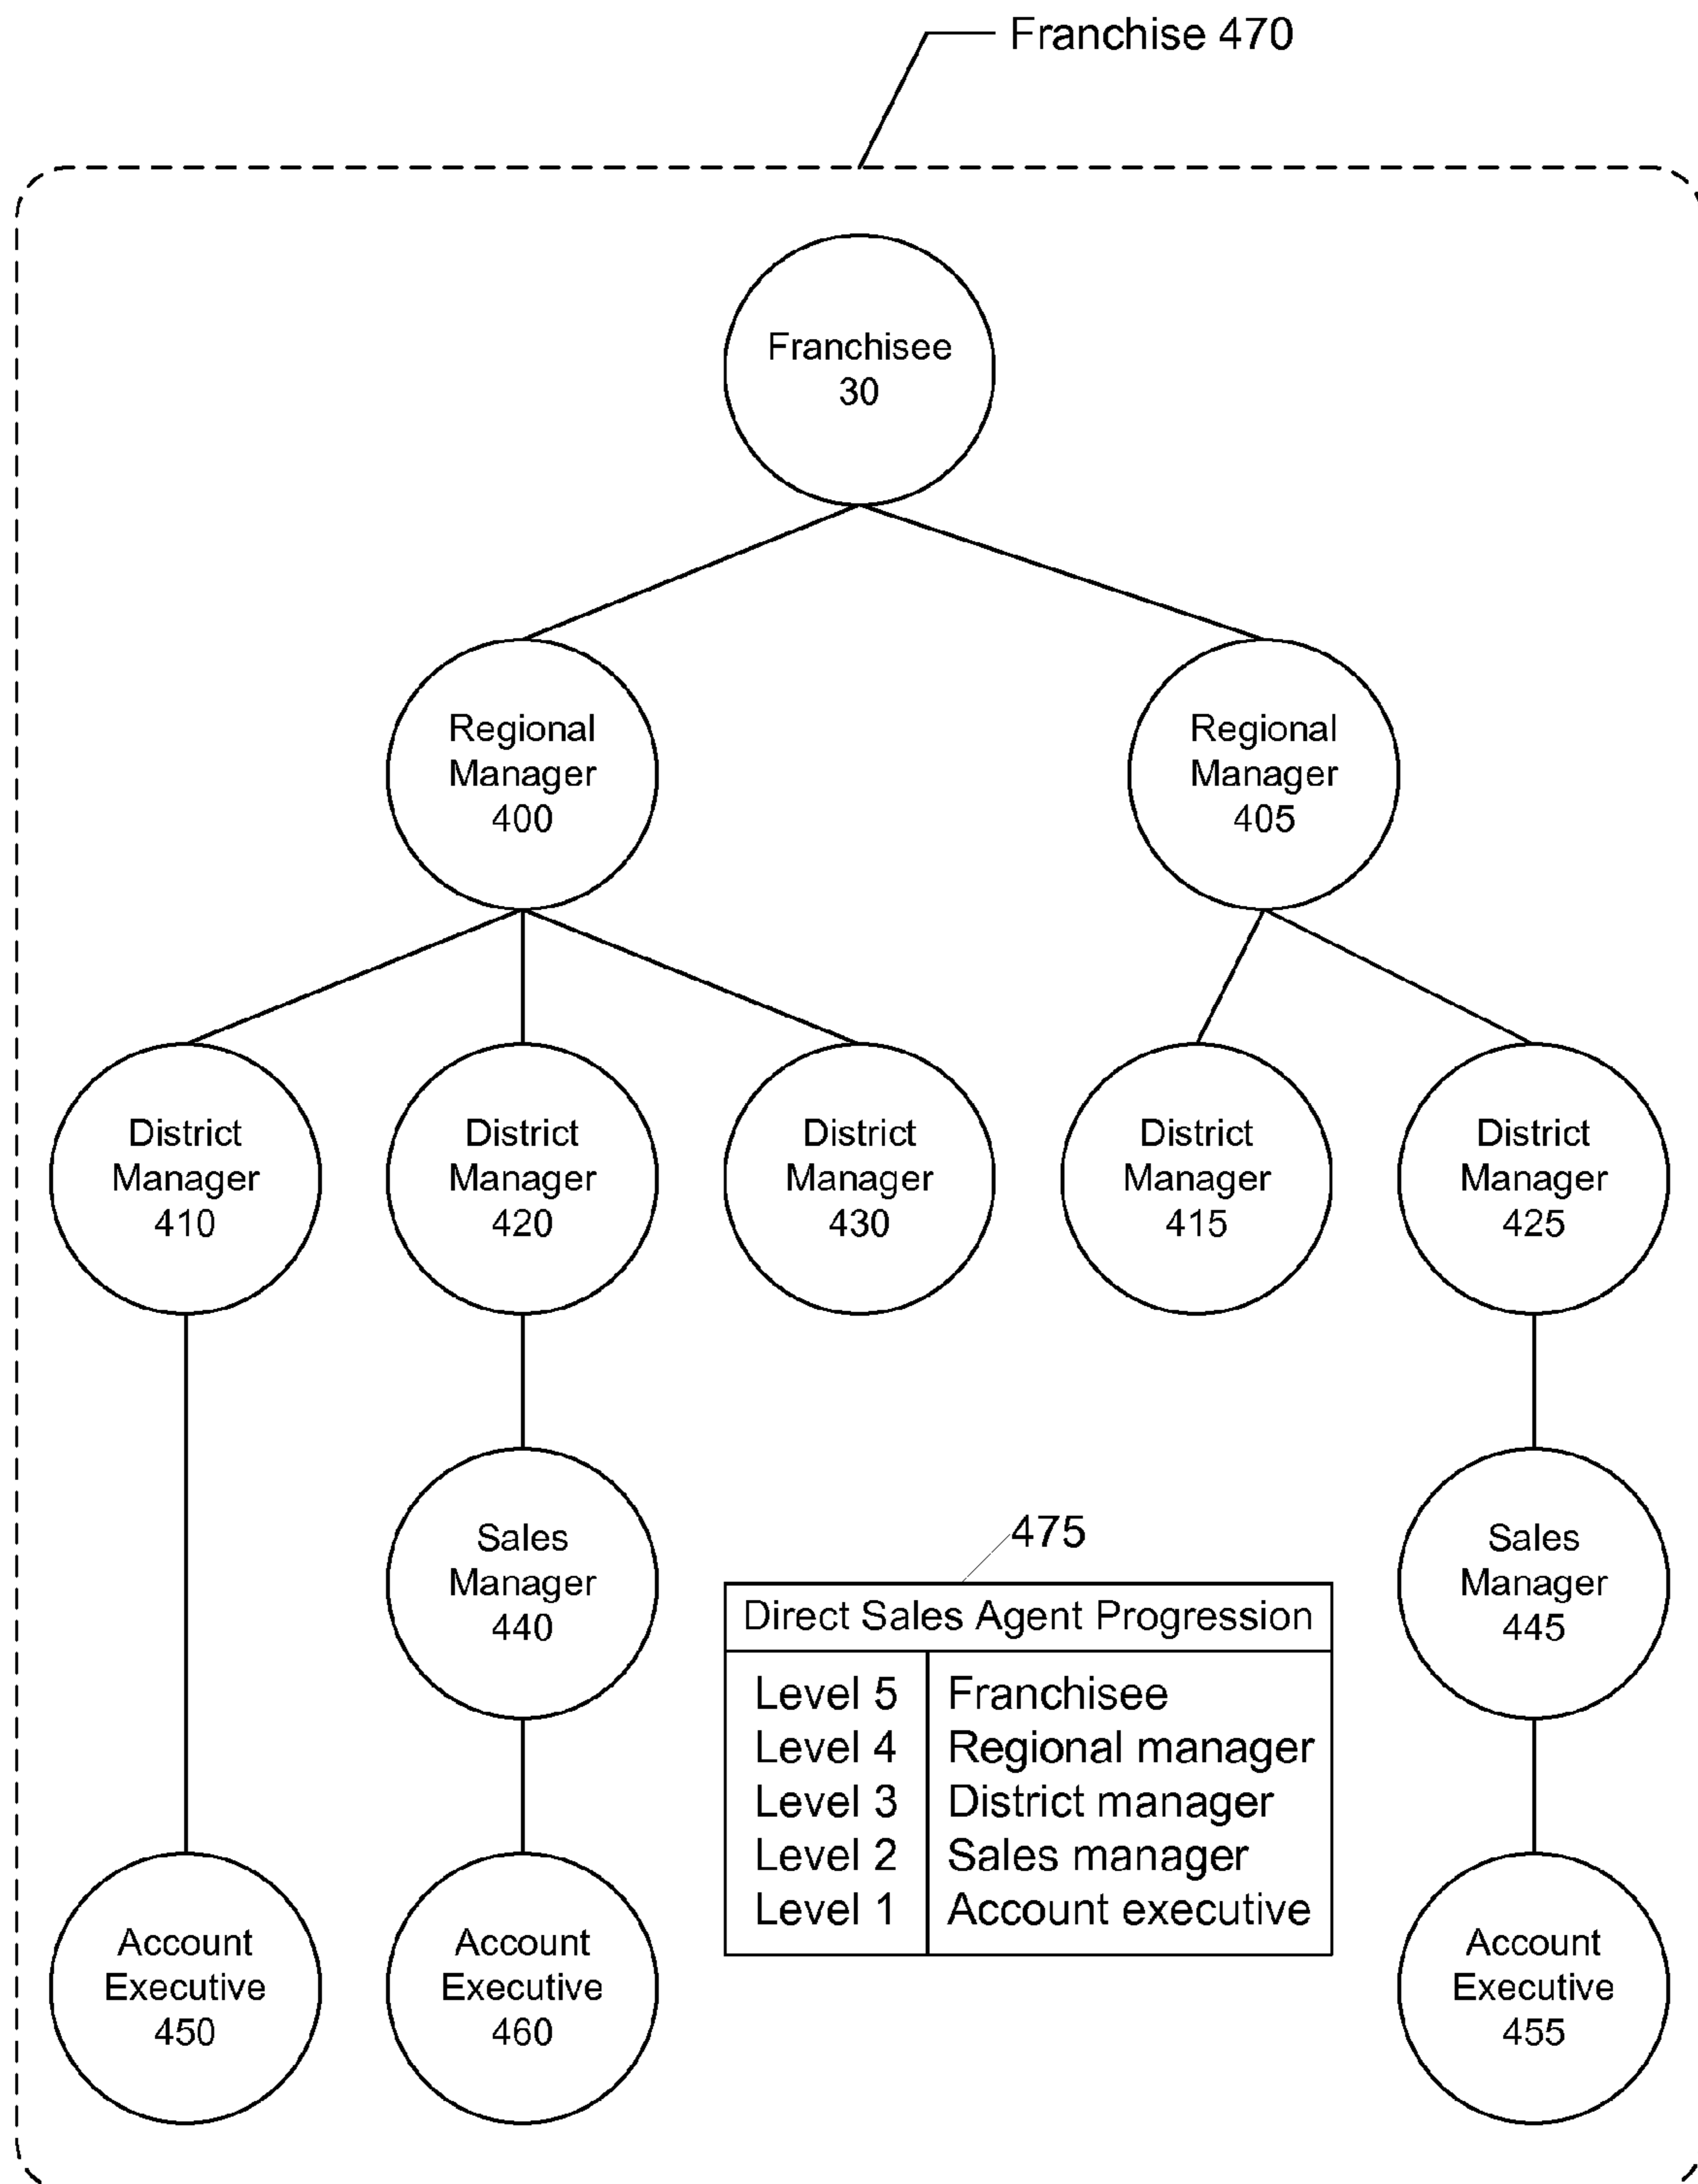 Franchise 470
Franchisee
30
Regional
Manager
400
Regional
Manager
405
District
Manager
410
District
Manager
420
District
Manager
430
District
Manager
415
District
Manager
425
Sales
Manager
440
475
Direct Sales Agent Progression
Level 5 Franchisee
Level 4 Regional manager
Level 3 District manager
Level 2 Sales manager
Level 1 Account executive
Sales
Manager
445
Account
Executive
450
Account
Executive
460
Account
Executive
455